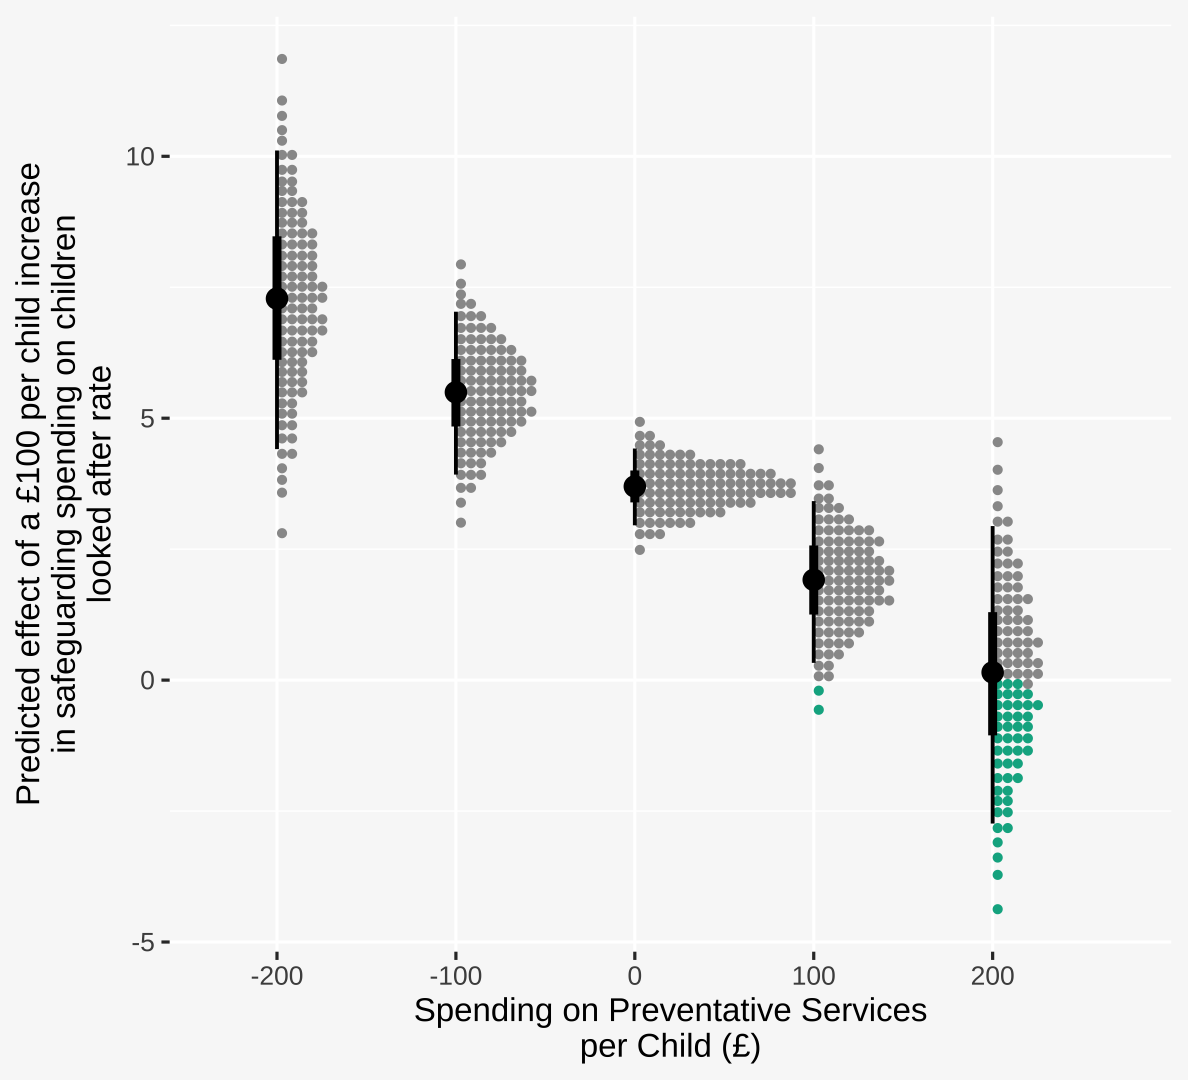 Predicted effect of a £100 per child increase
in safeguarding spending on children
looked after rate
10
5
0
-5
-200
-100
0
100
200
Spending on Preventative Services
per Child (£)